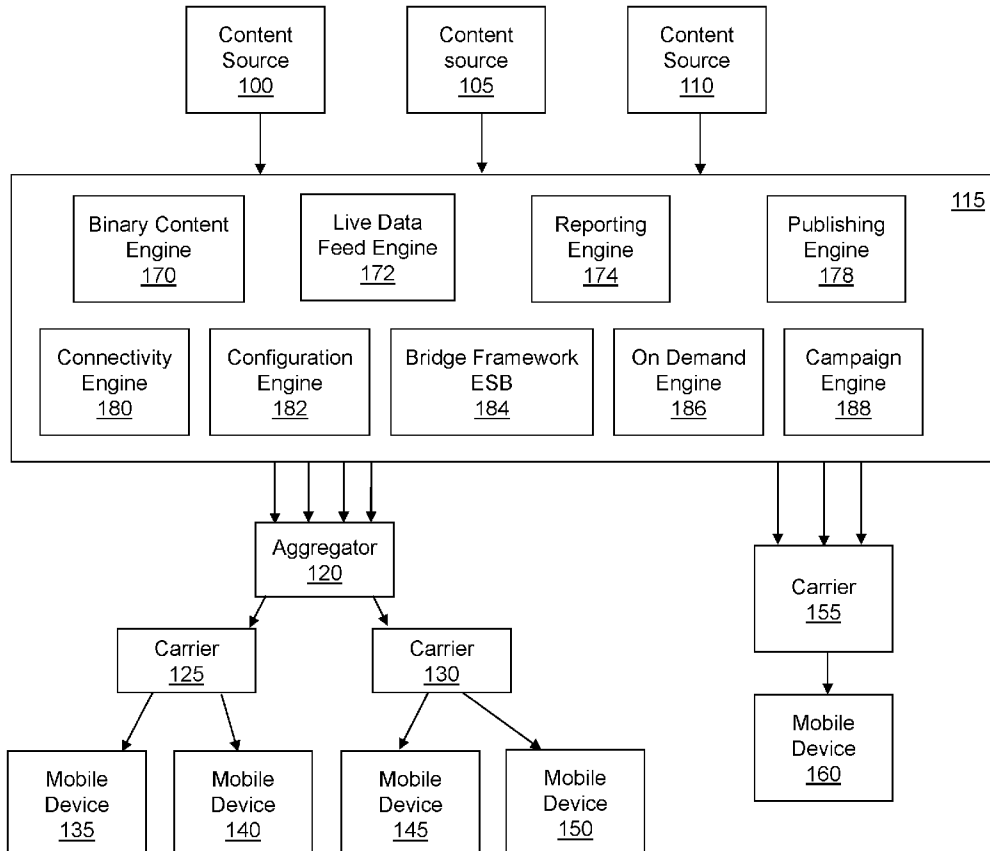 Content
Source
100
Content
source
105
Content
Source
110
115
Binary Content
Engine
170
Live Data
Feed Engine
172
Reporting
Engine
174
Publishing
Engine
178
Connectivity
Engine
180
Configuration
Engine
182
Bridge Framework
ESB
184
On Demand
Engine
186
Campaign
Engine
188
Aggregator
120
Carrier
155
Carrier
125
Carrier
130
Mobile
Device
160
Mobile
Device
135
Mobile
Device
140
Mobile
Device
145
Mobile
Device
150